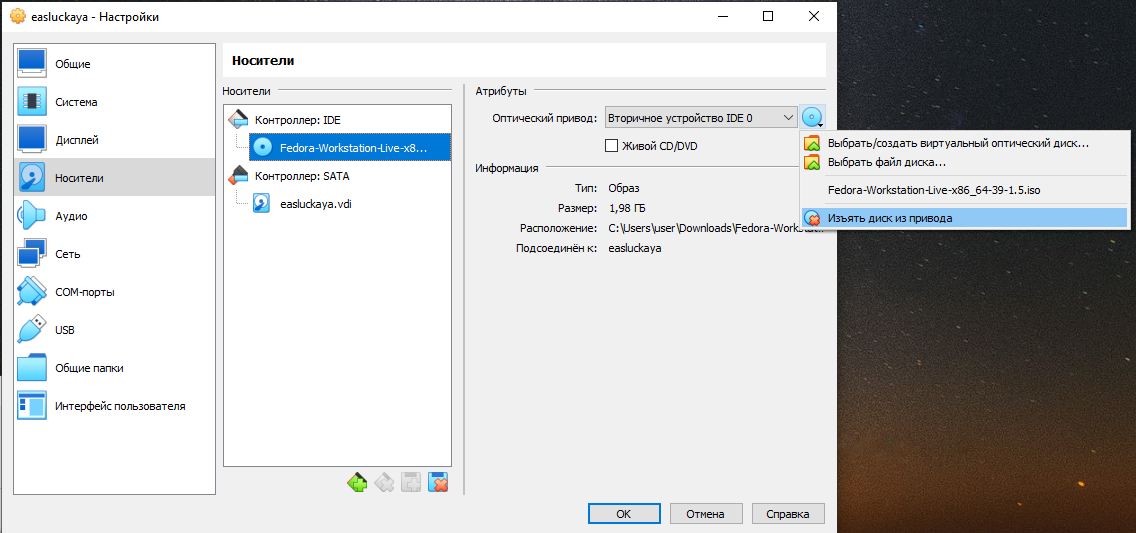 easluckaya - Настройки
Общие
Система
Дисплей
Носители
Аудио
Сеть
COM-порты
USB
Общие папки
Интерфейс пользователя
Носители
Носители
Контроллер: IDE
Fedora-Workstation-Live-x8...
Контроллер: SATA
easluckaya.vdi
Атрибуты
Оптический привод: Вторичное устройство IDE 0
Живой CD/DVD
Информация
Тип: Образ
Размер: 1,98 ГБ
Расположение: C:\Users\user\Downloads\Fedora-Workstat...
Подсоединён к: easluckaya
Выбрать/создать виртуальный оптический диск...
Выбрать файл диска...
Fedora-Workstation-Live-x86_64-39-1.5.iso
Изъять диск из привода
OK Отмена Справка